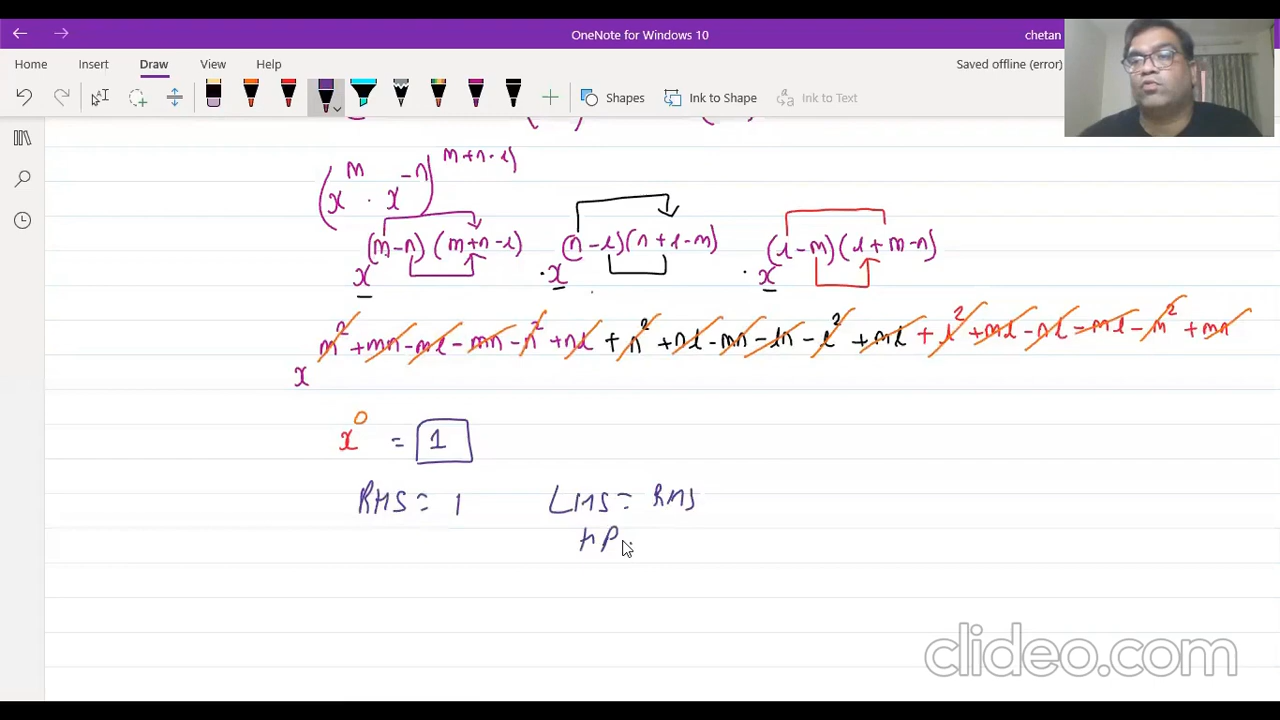 OneNote for Windows 10
chetan
Home Insert Draw View Help
Saved offline (error)
Shapes Ink to Shape Ink to Text
(x^m · x^-n)^(m+n-l)
x^(m-n)(m+n-l) · x^(n-l)(n+l-m) · x^(l-m)(l+m-n)
x^m²+mn-ml-mn-n²+nl+n²+nl-mn-ln-l²+ml+l²+ml-nl-ml-m²+mn
x^0 = 1
RHS = 1 LHS = RHS
HP.
clideo.com